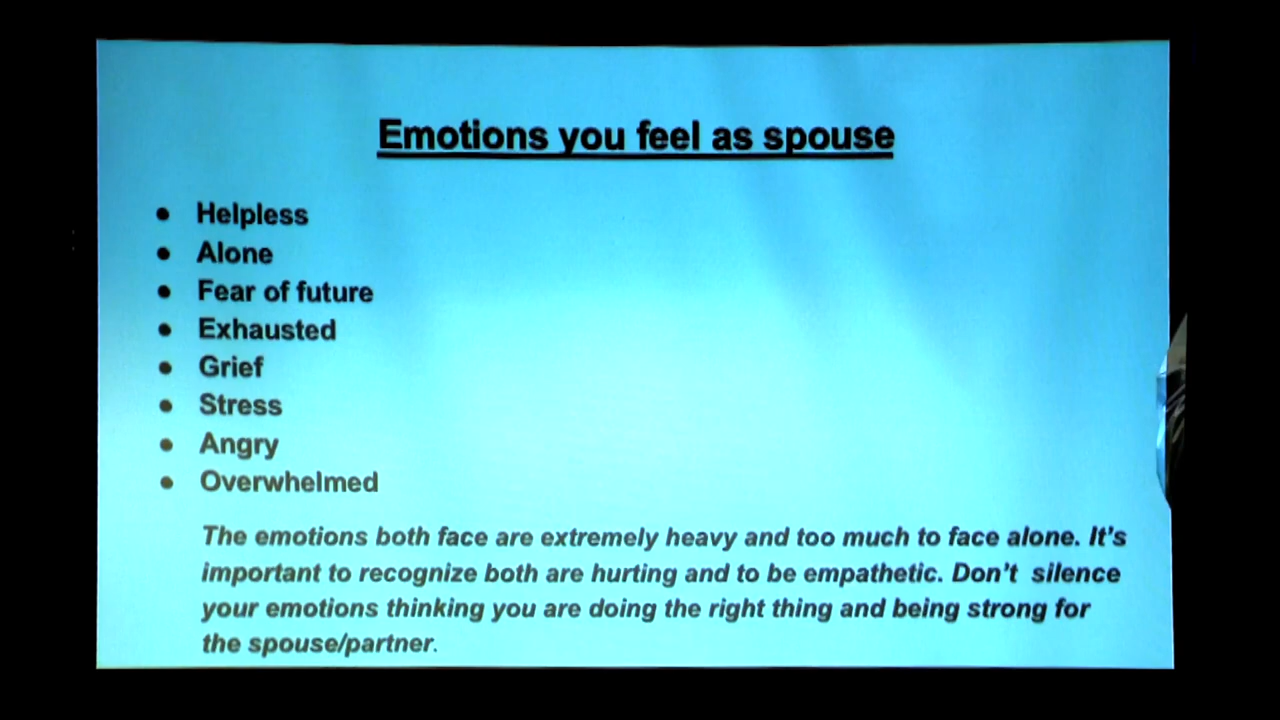 Emotions you feel as spouse
● Helpless
● Alone
● Fear of future
● Exhausted
● Grief
● Stress
● Angry
● Overwhelmed
The emotions both face are extremely heavy and too much to face alone. It's
important to recognize both are hurting and to be empathetic. Don't silence
your emotions thinking you are doing the right thing and being strong for
the spouse/partner.